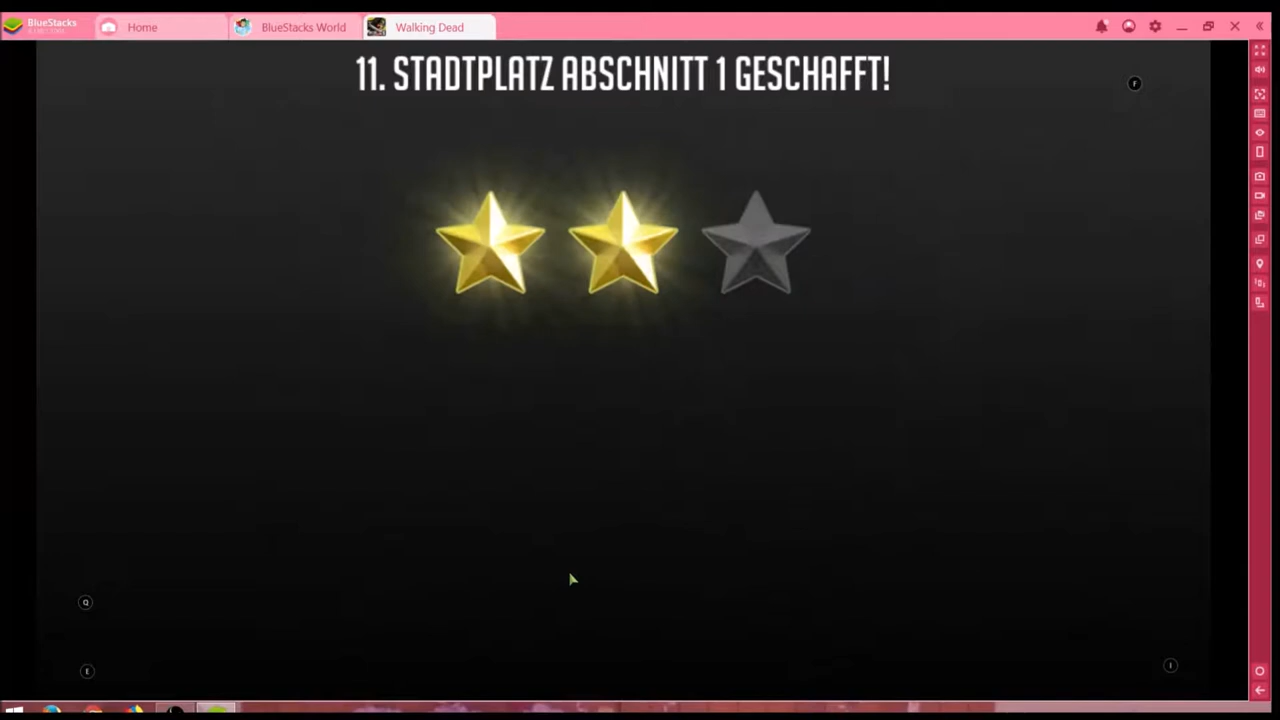 BlueStacks
Home
BlueStacks World
Walking Dead
11. STADTPLATZ ABSCHNITT 1 GESCHAFFT!
F
Q
E
I